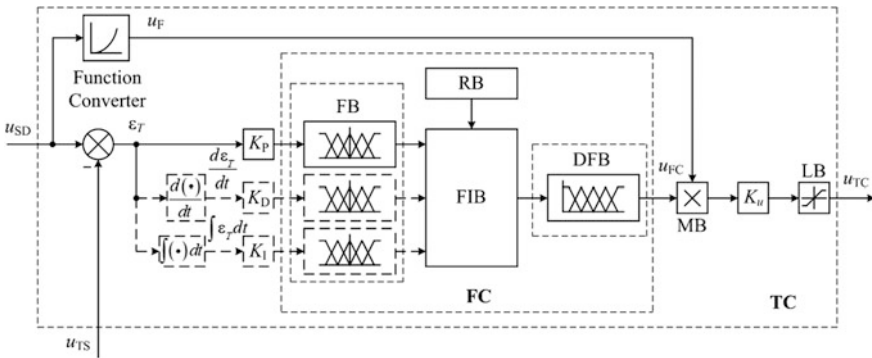 u_F
Function
Converter
u_SD
ε_T
−
K_P
FB
RB
FIB
DFB
u_FC
MB
K_u
LB
u_TC
d(•)/dt
dε_T/dt
K_D
∫(•)dt
∫ε_T dt
K_I
FC
TC
u_TS